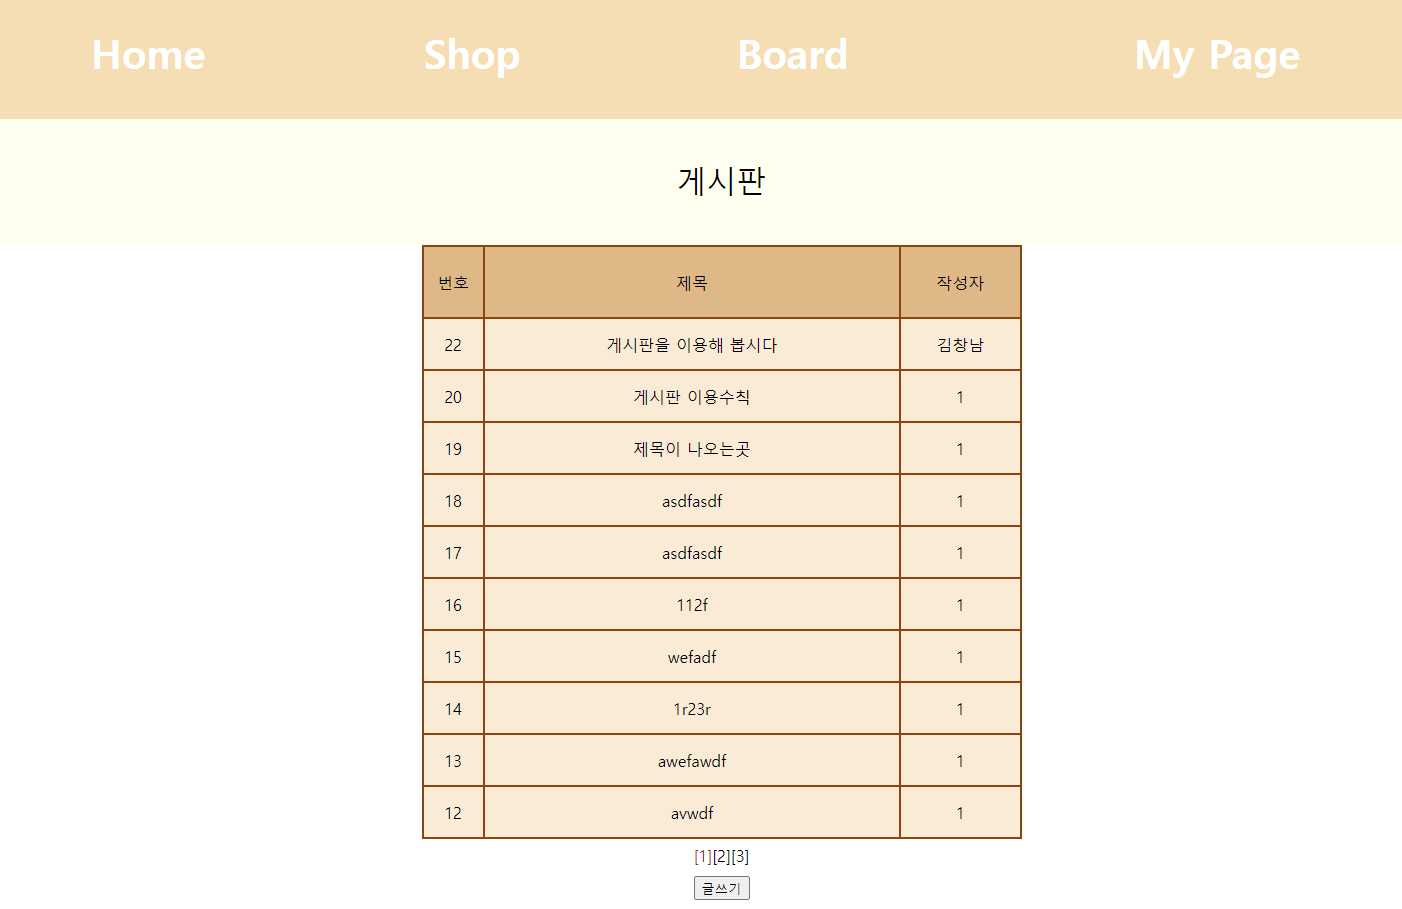 Home Shop Board My Page
게시판
번호 제목 작성자
22 게시판을 이용해 봅시다 김창남
20 게시판 이용수칙 1
19 제목이 나오는곳 1
18 asdfasdf 1
17 asdfasdf 1
16 112f 1
15 wefadf 1
14 1r23r 1
13 awefawdf 1
12 avwdf 1
[1][2][3]
글쓰기